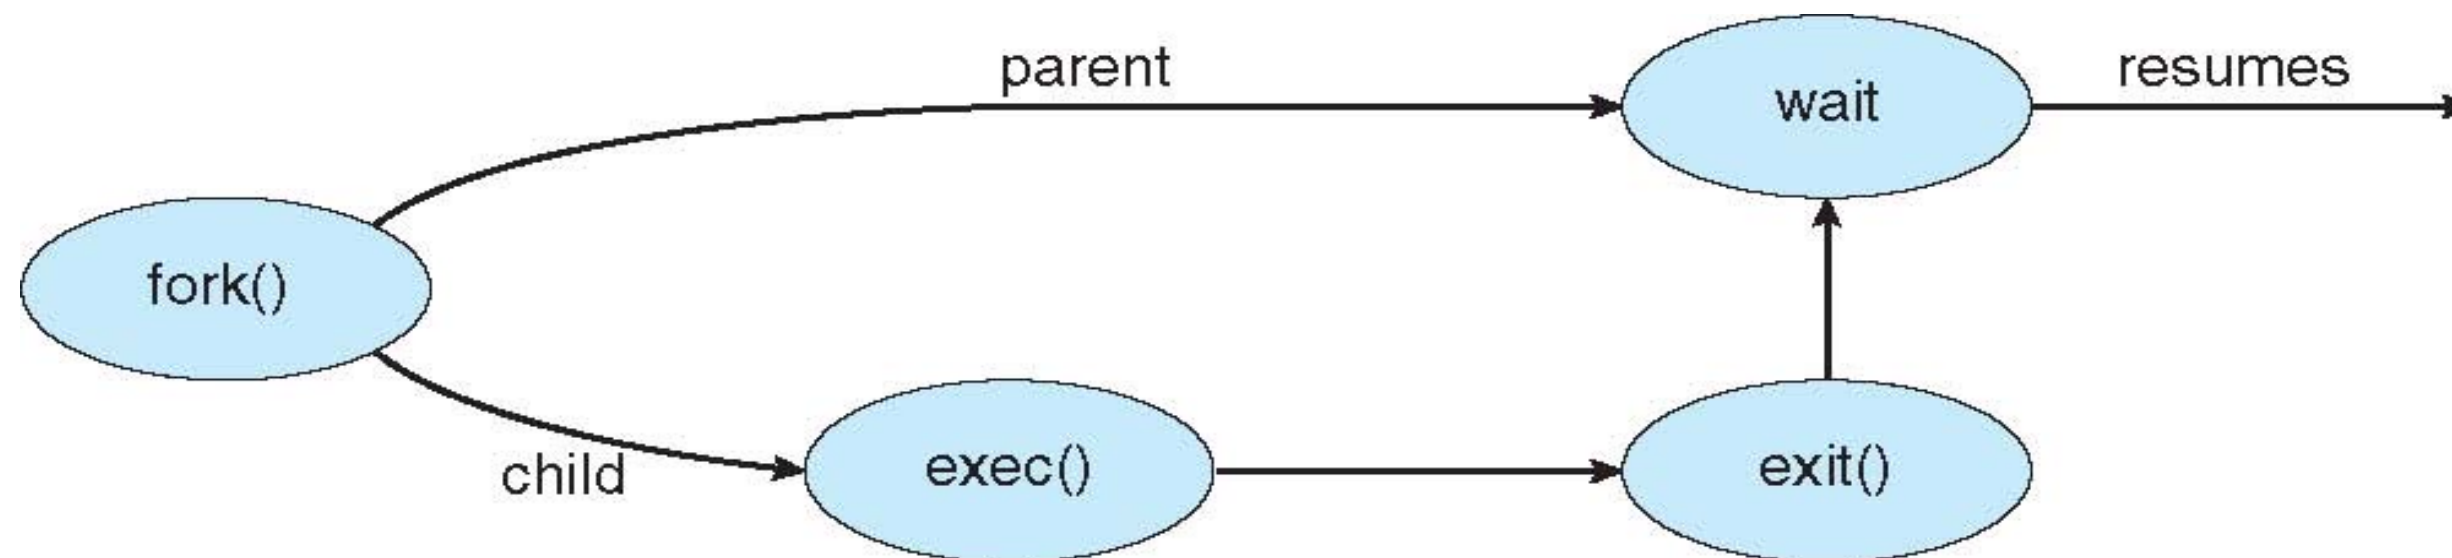 parent
wait
resumes
fork()
child
exec()
exit()